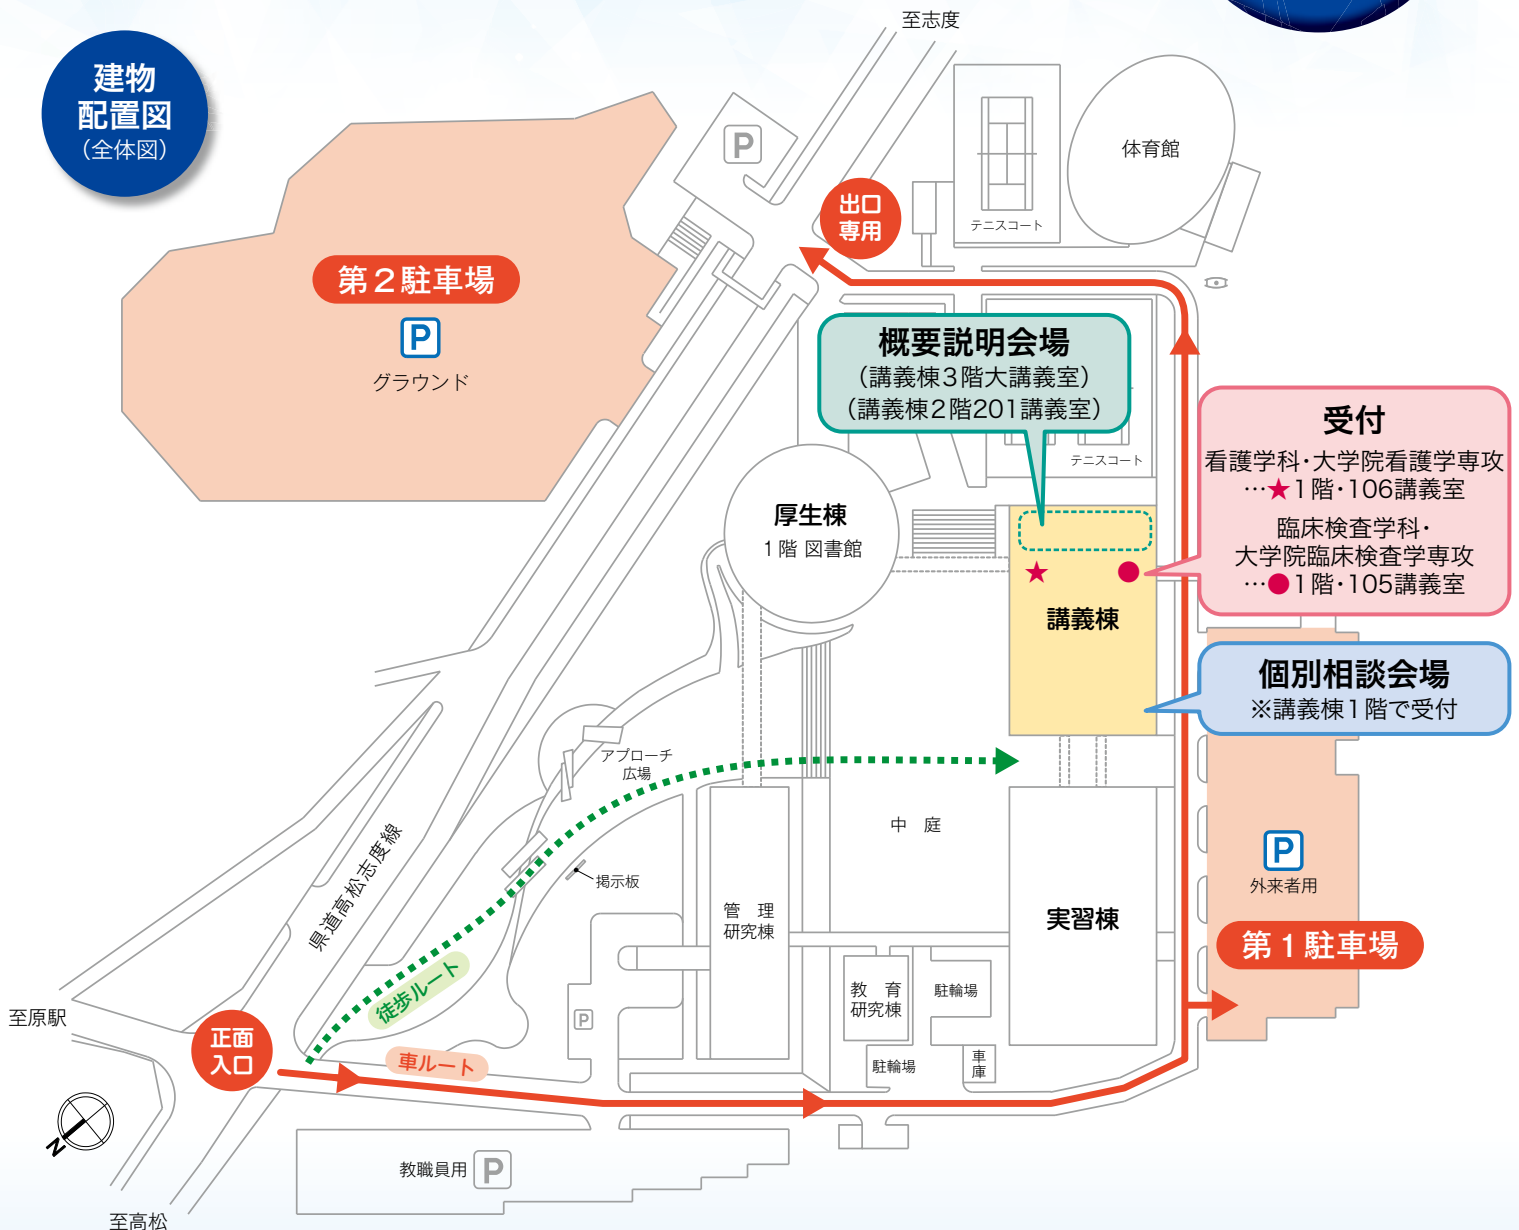 至志度
建物
配置図
（全体図）
P
体育館
出口
専用
テニスコート
第2駐車場
P
グラウンド
概要説明会場
（講義棟3階大講義室）
（講義棟2階201講義室）
テニスコート
受付
看護学科・大学院看護学専攻
…★1階・106講義室
臨床検査学科・
大学院臨床検査学専攻
…●1階・105講義室
厚生棟
1階 図書館
★ ●
講義棟
個別相談会場
※講義棟1階で受付
アプローチ
広場
中　庭
県道高松志度線
掲示板
P
外来者用
管　理
研究棟
実習棟
第1駐車場
徒歩ルート
教　育
研究棟
駐輪場
P
至原駅
正面
入口
車ルート
駐輪場
車
庫
N
教職員用 P
至高松